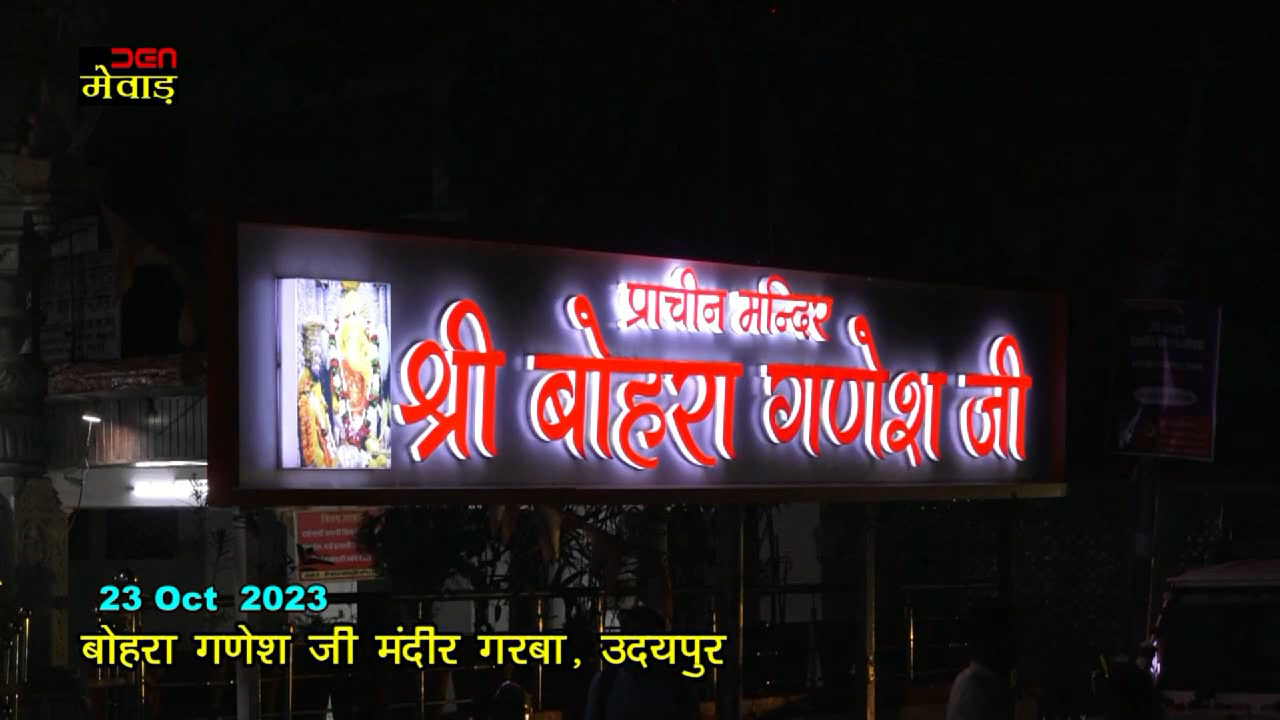 DEN
मेवाड़
प्राचीन मन्दिर
श्री बोहरा गणेश जी
23 Oct 2023
बोहरा गणेश जी मंदीर गरबा, उदयपुर